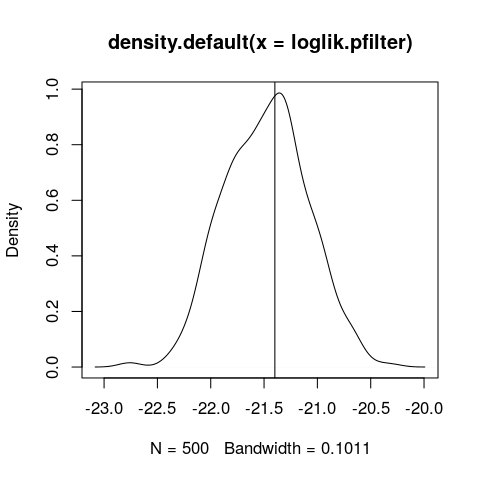 density.default(x = loglik.pfilter)
Density
0.0 0.2 0.4 0.6 0.8 1.0
-23.0 -22.5 -22.0 -21.5 -21.0 -20.5 -20.0
N = 500 Bandwidth = 0.1011